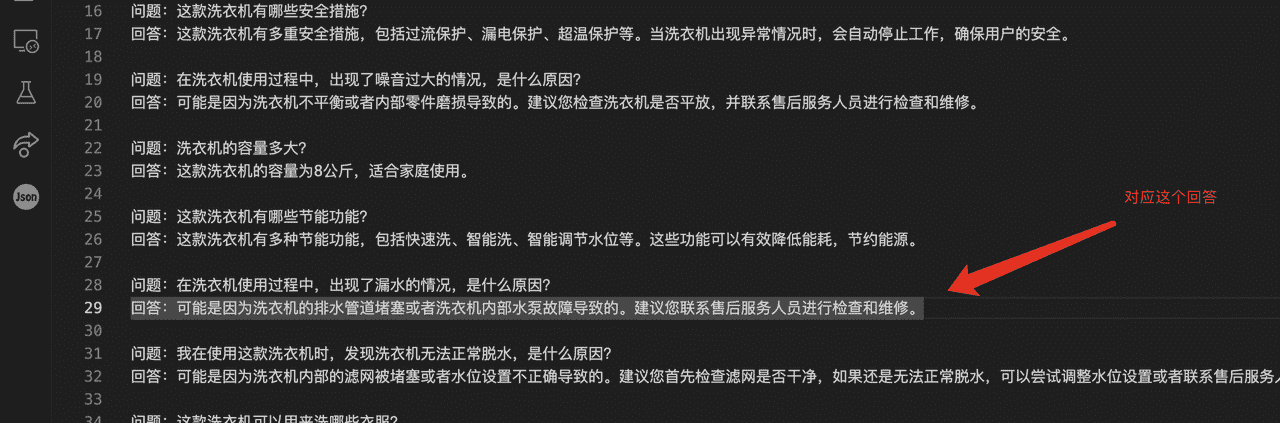 16 问题：这款洗衣机有哪些安全措施？
17 回答：这款洗衣机有多重安全措施，包括过流保护、漏电保护、超温保护等。当洗衣机出现异常情况时，会自动停止工作，确保用户的安全。
18
19 问题：在洗衣机使用过程中，出现了噪音过大的情况，是什么原因？
20 回答：可能是因为洗衣机不平衡或者内部零件磨损导致的。建议您检查洗衣机是否平放，并联系售后服务人员进行检查和维修。
21
22 问题：洗衣机的容量多大？
23 回答：这款洗衣机的容量为8公斤，适合家庭使用。
24
Json
对应这个回答
25 问题：这款洗衣机有哪些节能功能？
26 回答：这款洗衣机有多种节能功能，包括快速洗、智能洗、智能调节水位等。这些功能可以有效降低能耗，节约能源。
27
28 问题：在洗衣机使用过程中，出现了漏水的情况，是什么原因？
29 回答：可能是因为洗衣机的排水管道堵塞或者洗衣机内部水泵故障导致的。建议您联系售后服务人员进行检查和维修。
30
31 问题：我在使用这款洗衣机时，发现洗衣机无法正常脱水，是什么原因？
32 回答：可能是因为洗衣机内部的滤网被堵塞或者水位设置不正确导致的。建议您首先检查滤网是否干净，如果还是无法正常脱水，可以尝试调整水位设置或者联系售后服务人
33
34 问题：这款洗衣机可以用来洗哪些衣服？